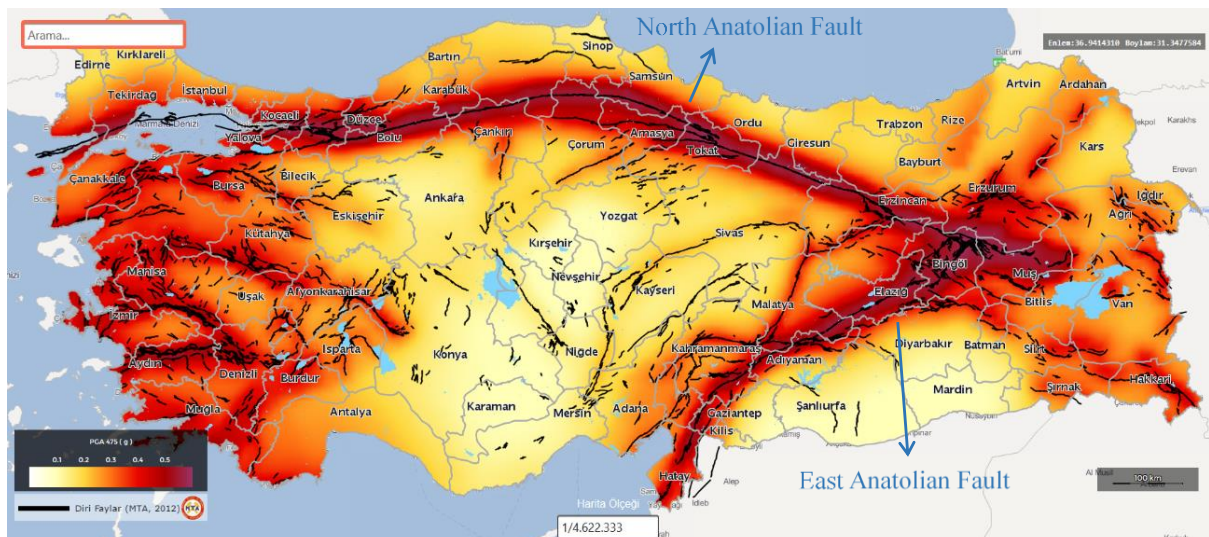 Arama...
North Anatolian Fault
Enlem:36.9414310 Boylam:31.3477584
Sinop
Bartın
Kırklareli
Edirne
Samsun
Artvin
Ardahan
Karabük
İstanbul
Tekirdağ
Kocaeli
Düzce
Ordu
Trabzon
Rize
Kars
Yalova
Bolu
Çankırı
Amasya
Giresun
Çorum
Tokat
Bayburt
Erevan
Çanakkale
Bursa
Bilecik
Ankara
Erzurum
Iğdır
Erzincan
Ağrı
Eskişehir
Yozgat
Kütahya
Sivas
Kırşehir
Bingöl
Manisa
Nevşehir
Muş
Uşak
Afyonkarahisar
Kayseri
Elazığ
Malatya
Bitlis
Van
İzmir
Isparta
Konya
Niğde
Kahramanmaraş
Diyarbakır
Batman
Siirt
Aydın
Denizli
Burdur
Adıyaman
Hakkari
Mardin
Şırnak
Muğla
Antalya
Karaman
Mersin
Adana
Gaziantep
Şanlıurfa
Kilis
PGA 475 ( g )
0.1 0.2 0.3 0.4 0.5
Hatay
East Anatolian Fault
Halep
İdleb
100 km
Diri Faylar (MTA, 2012)
MTA
Harita Ölçeği
1/4.622.333